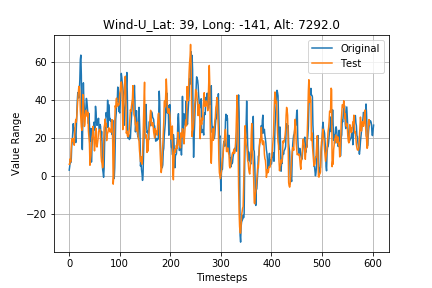 Wind-U_Lat: 39, Long: -141, Alt: 7292.0
Original
Test
Value Range
60
40
20
0
−20
0 100 200 300 400 500 600
Timesteps